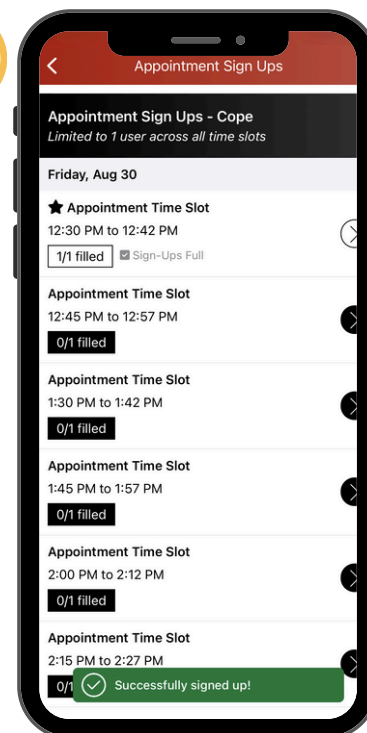 Appointment Sign Ups
Appointment Sign Ups - Cope
Limited to 1 user across all time slots
Friday, Aug 30
Appointment Time Slot
12:30 PM to 12:42 PM
1/1 filled Sign-Ups Full
Appointment Time Slot
12:45 PM to 12:57 PM
0/1 filled
Appointment Time Slot
1:30 PM to 1:42 PM
0/1 filled
Appointment Time Slot
1:45 PM to 1:57 PM
0/1 filled
Appointment Time Slot
2:00 PM to 2:12 PM
0/1 filled
Appointment Time Slot
2:15 PM to 2:27 PM
0/1
Successfully signed up!